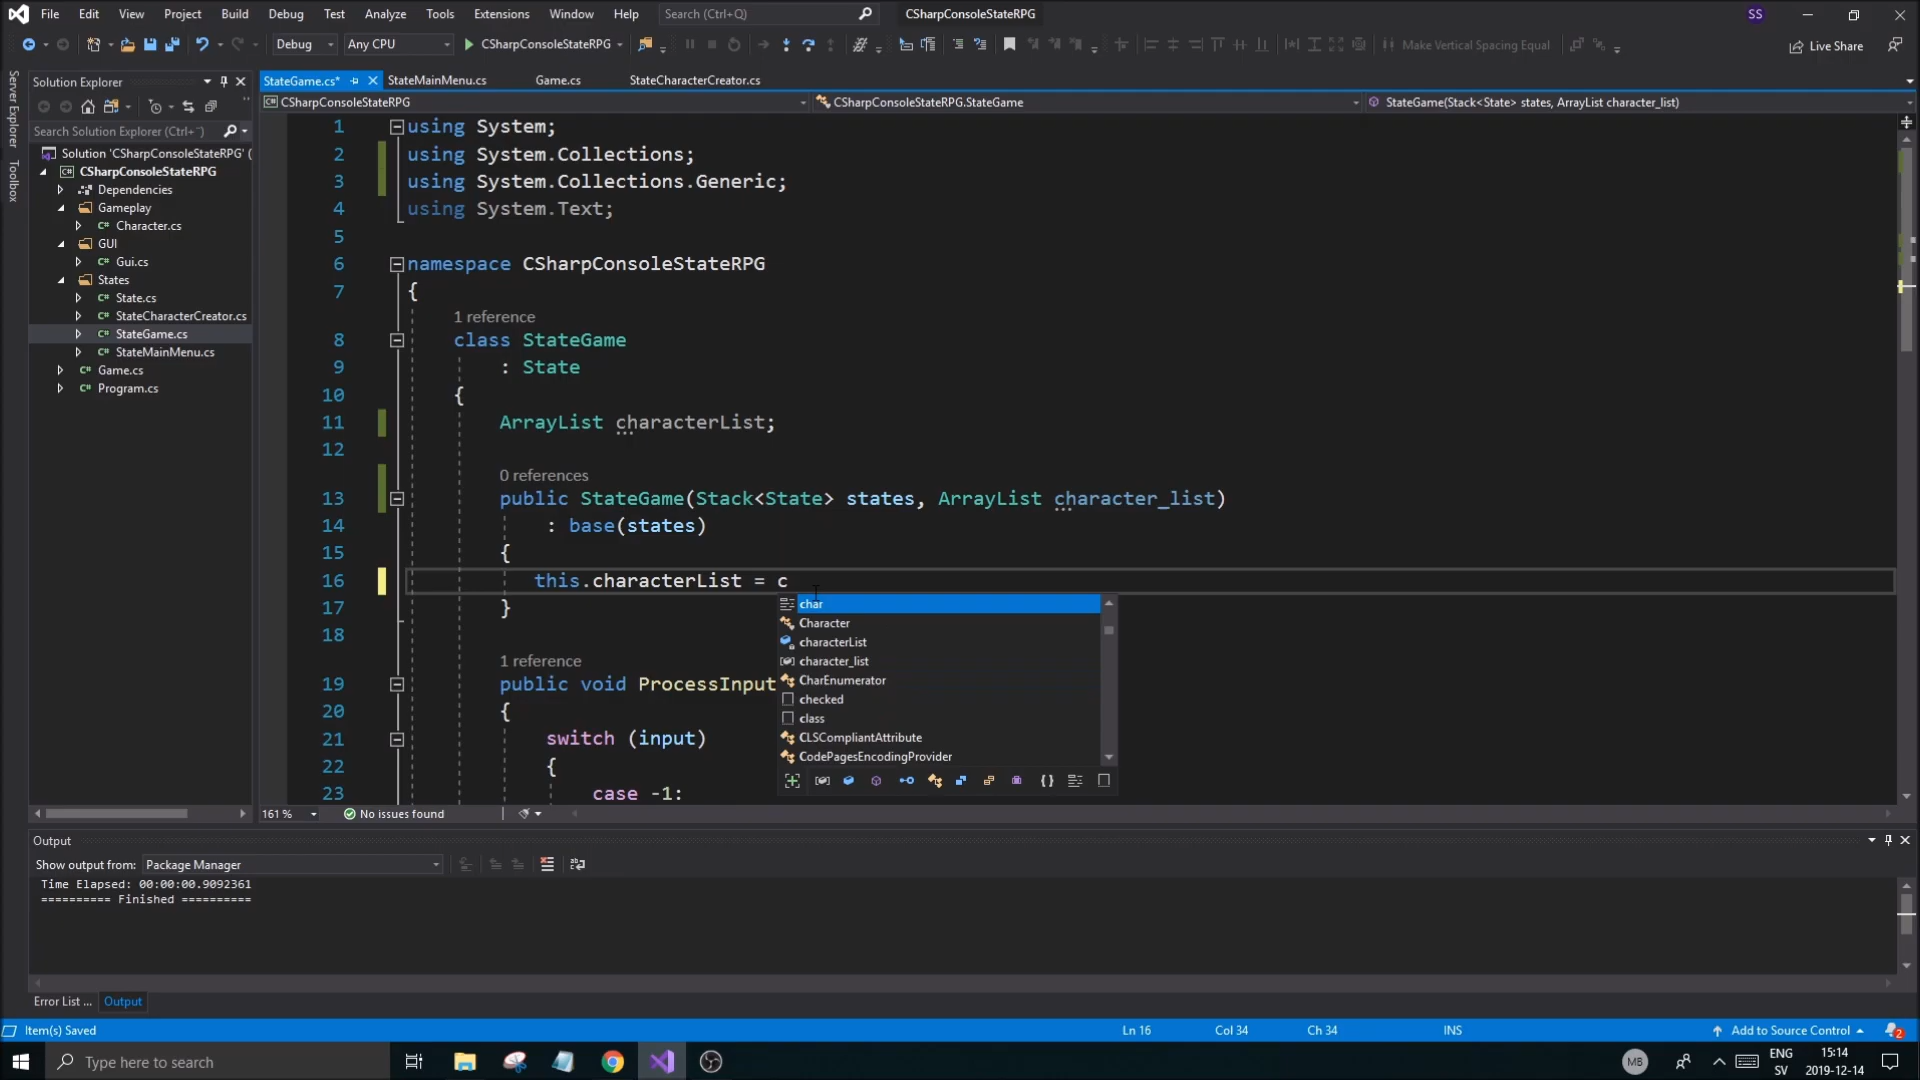 File Edit View Project Build Debug Test Analyze Tools Extensions Window Help Search (Ctrl+Q) CSharpConsoleStateRPG SS
Debug Any CPU CSharpConsoleStateRPG Make Vertical Spacing Equal Live Share
Server Explorer
Toolbox
Solution Explorer
Search Solution Explorer (Ctrl+¨)
Solution 'CSharpConsoleStateRPG' (
CSharpConsoleStateRPG
Dependencies
Gameplay
Character.cs
GUI
Gui.cs
States
State.cs
StateCharacterCreator.cs
StateGame.cs
StateMainMenu.cs
Game.cs
Program.cs
StateGame.cs* StateMainMenu.cs Game.cs StateCharacterCreator.cs
CSharpConsoleStateRPG CSharpConsoleStateRPG.StateGame StateGame(Stack<State> states, ArrayList character_list)
1 using System;
2 using System.Collections;
3 using System.Collections.Generic;
4 using System.Text;
5
6 namespace CSharpConsoleStateRPG
7 {
1 reference
8 class StateGame
9 : State
10 {
11 ArrayList characterList;
12
0 references
13 public StateGame(Stack<State> states, ArrayList character_list)
14 : base(states)
15 {
16 this.characterList = c
17 }
18
1 reference
19 public void ProcessInput
20 {
21 switch (input)
22 {
23 case -1:
char
Character
characterList
character_list
CharEnumerator
checked
class
CLSCompliantAttribute
CodePagesEncodingProvider
161 % No issues found
Output
Show output from: Package Manager
Time Elapsed: 00:00:00.9092361
========== Finished ==========
Error List ... Output
Item(s) Saved Ln 16 Col 34 Ch 34 INS Add to Source Control 2
Type here to search MB ENG SV 15:14 2019-12-14